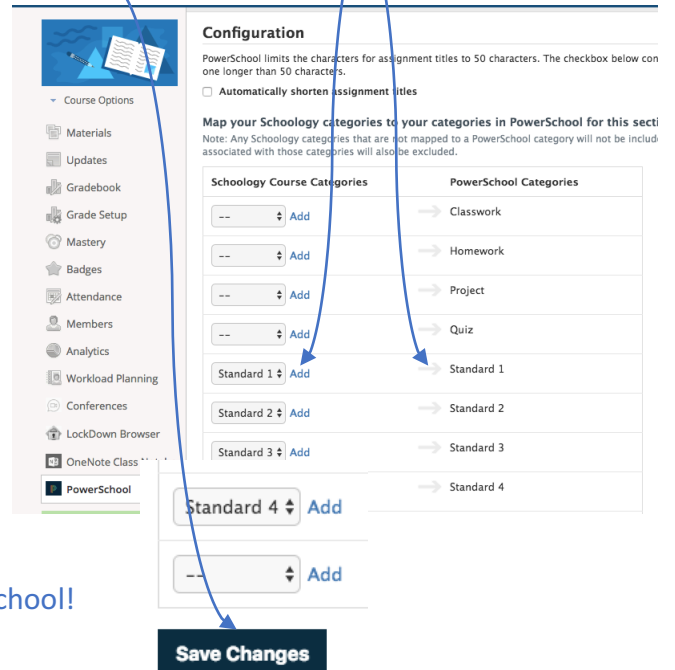 Configuration
PowerSchool limits the characters for assignment titles to 50 characters. The checkbox below con
one longer than 50 characters.
Automatically shorten assignment titles
Map your Schoology categories to your categories in PowerSchool for this secti
Note: Any Schoology categories that are not mapped to a PowerSchool category will not be include
associated with those categories will also be excluded.
Course Options
Materials
Updates
Gradebook
Grade Setup
Mastery
Badges
Attendance
Members
Analytics
Workload Planning
Conferences
LockDown Browser
OneNote Class
PowerSchool
Schoology Course Categories PowerSchool Categories
-- Add Classwork
-- Add Homework
-- Add Project
-- Add Quiz
Standard 1 Add Standard 1
Standard 2 Add Standard 2
Standard 3 Add Standard 3
Standard 4 Add Standard 4
-- Add
chool!
Save Changes